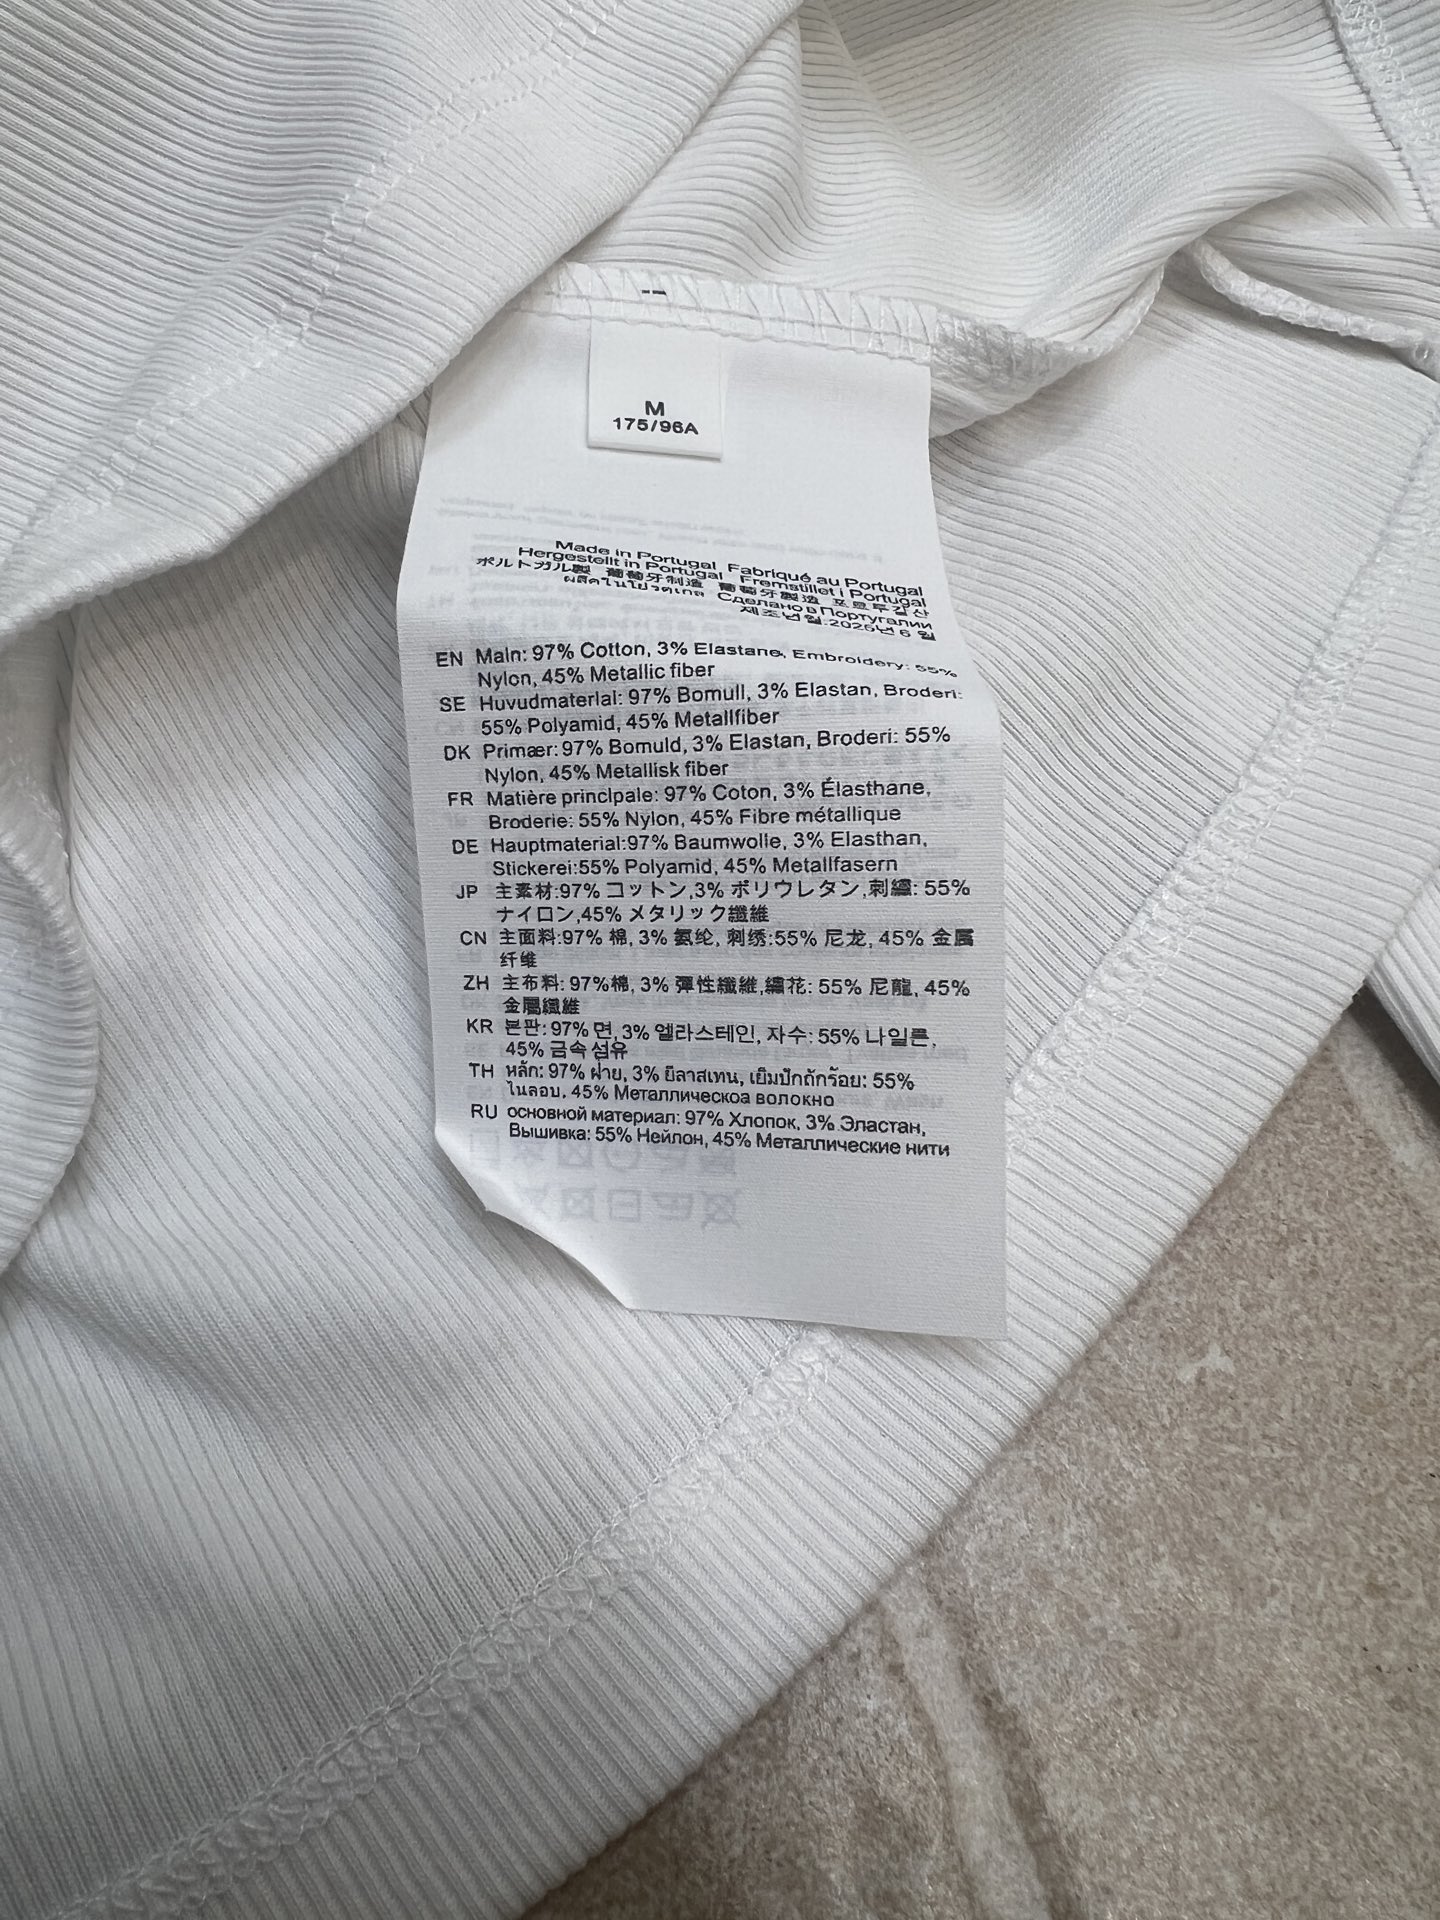 M
175/96A
Made in Portugal Fabriqué au Portugal
Hergestellt in Portugal Fremstillet i Portugal
ポルトガル製 葡萄牙制造 葡萄牙製造 포르투갈산
ผลิตในโปรตุเกส Сделано в Португалии
제조년월:2025년 6 월
EN Main: 97% Cotton, 3% Elastane, Embroidery: 55%
Nylon, 45% Metallic fiber
SE Huvudmaterial: 97% Bomull, 3% Elastan, Broderi:
55% Polyamid, 45% Metallfiber
DK Primær: 97% Bomuld, 3% Elastan, Broderi: 55%
Nylon, 45% Metallisk fiber
FR Matière principale: 97% Coton, 3% Élasthane,
Broderie: 55% Nylon, 45% Fibre métallique
DE Hauptmaterial:97% Baumwolle, 3% Elasthan,
Stickerei:55% Polyamid, 45% Metallfasern
JP 主素材:97% コットン,3% ポリウレタン,刺繍: 55%
ナイロン,45% メタリック繊維
CN 主面料:97% 棉, 3% 氨纶, 刺绣:55% 尼龙, 45% 金属
纤维
ZH 主布料: 97%棉, 3% 彈性纖維,繡花: 55% 尼龍, 45%
金屬纖維
KR 본판: 97% 면,3% 엘라스테인, 자수: 55% 나일론,
45% 금속 섬유
TH หลัก: 97% ฝ้าย, 3% อีลาสเทน, เย็บปักถักร้อย: 55%
ไนลอน, 45% Металлическоа волокно
RU основной материал: 97% Хлопок, 3% Эластан,
Вышивка: 55% Нейлон, 45% Металлические нити